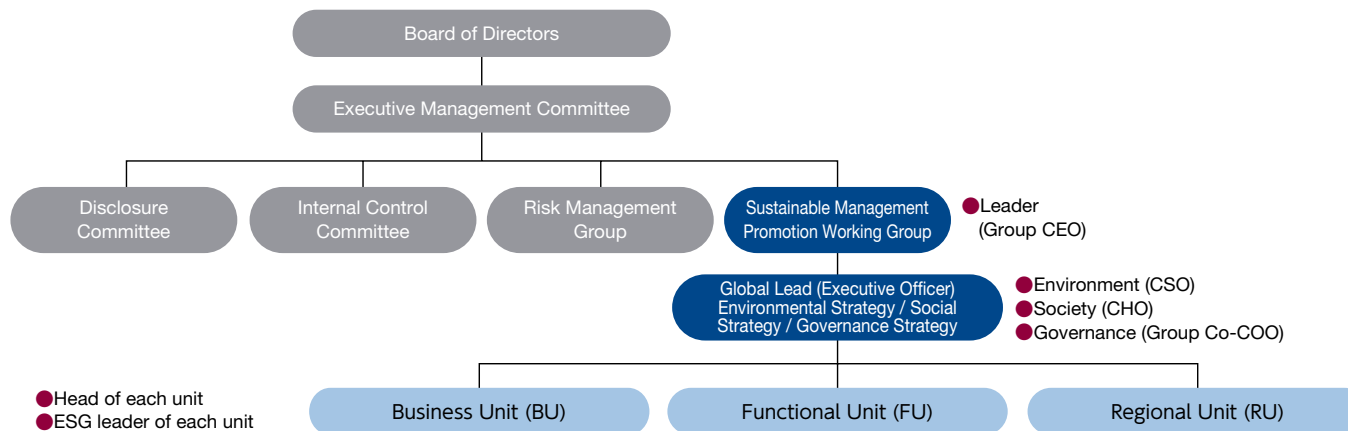 Board of Directors
Executive Management Committee
Disclosure
Committee
Internal Control
Committee
Risk Management
Group
Sustainable Management
Promotion Working Group
●Leader
(Group CEO)
Global Lead (Executive Officer)
Environmental Strategy / Social
Strategy / Governance Strategy
●Environment (CSO)
●Society (CHO)
●Governance (Group Co-COO)
●Head of each unit
●ESG leader of each unit
Business Unit (BU)
Functional Unit (FU)
Regional Unit (RU)